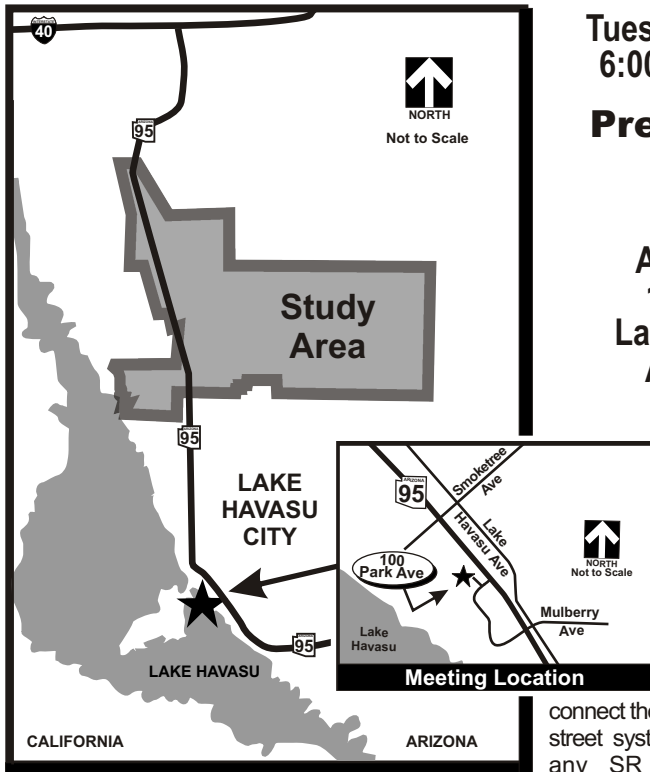 40
95
NORTH
Not to Scale
Study
Area
95
LAKE
HAVASU
CITY
95
LAKE HAVASU
CALIFORNIA
ARIZONA
ARIZONA
95
Smoketree
Ave
Lake
Havasu Ave
100
Park Ave
NORTH
Not to Scale
Mulberry
Ave
Lake
Havasu
Meeting Location
Tues
6:00
Pre
A
La
A
connect the
street syst
any SR